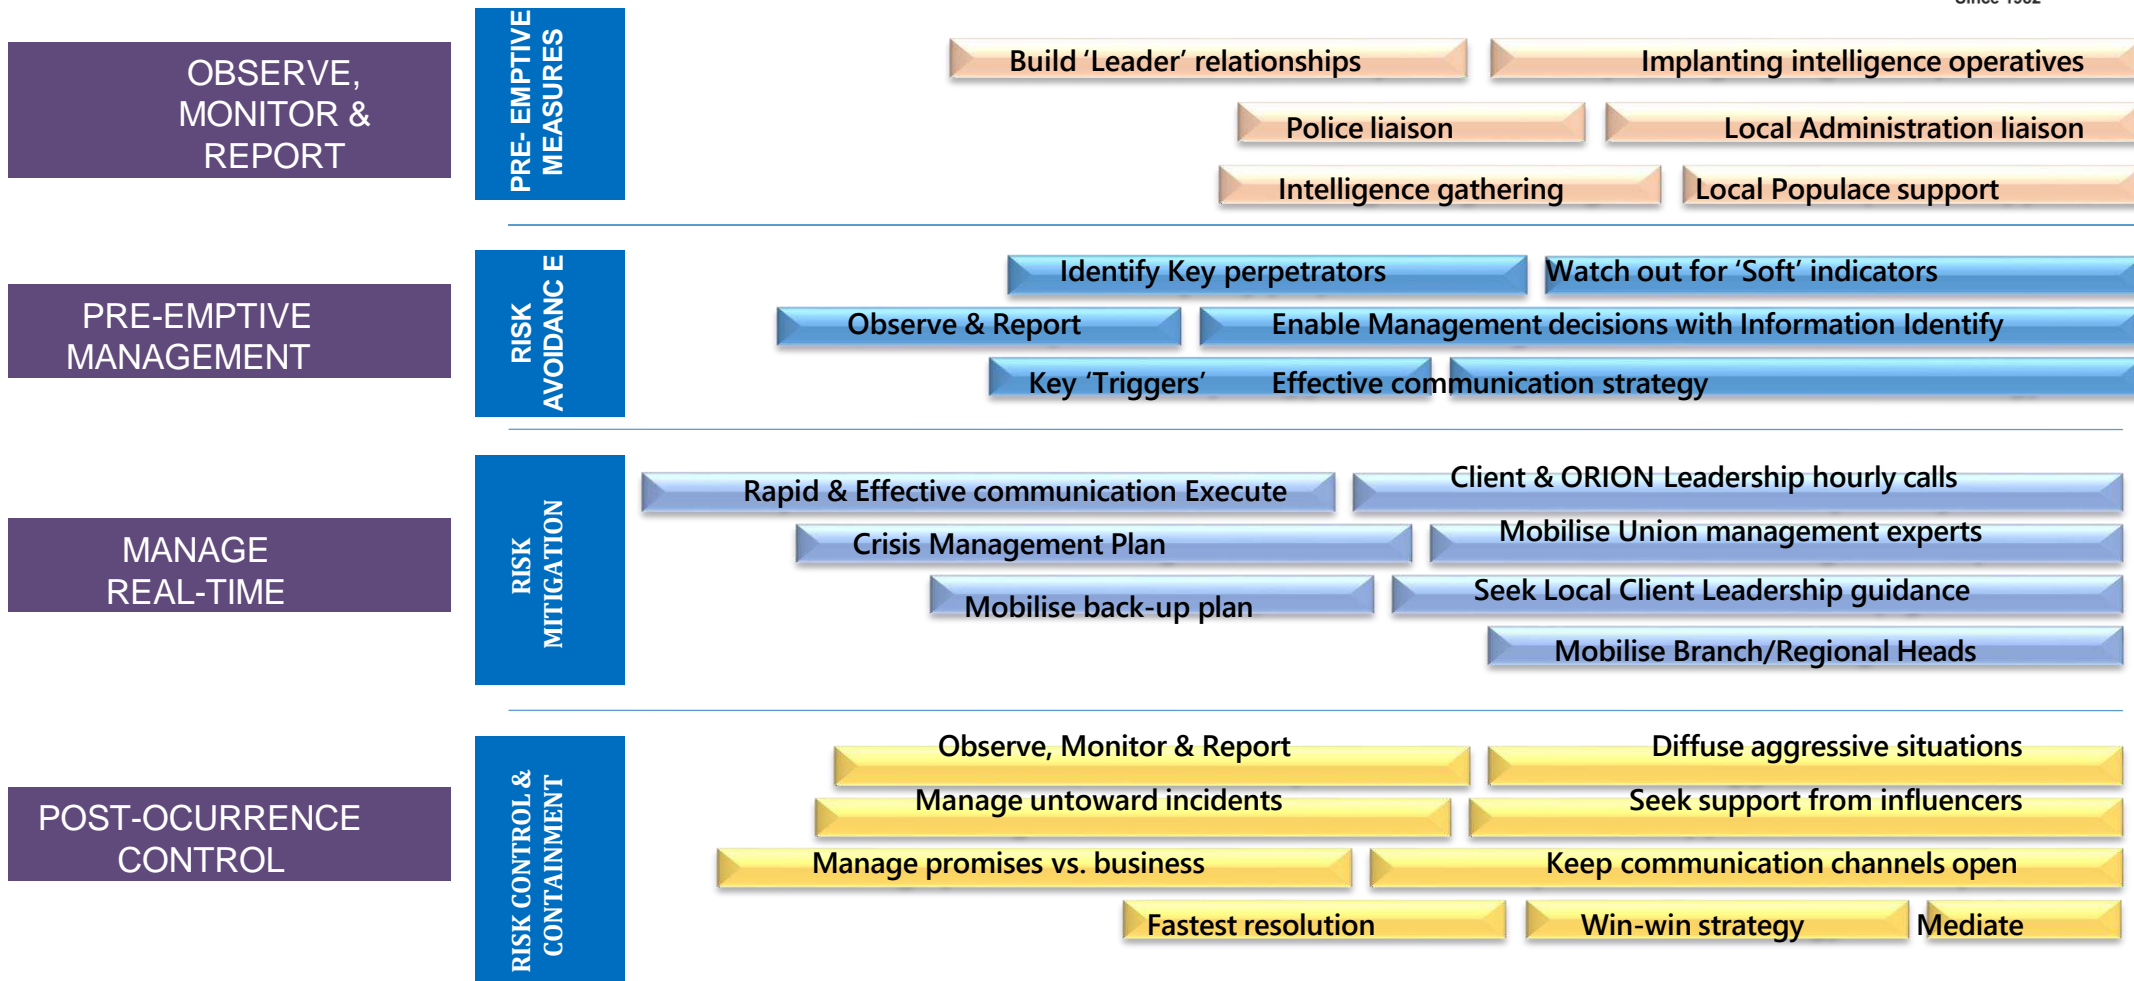 Since 1982
OBSERVE,
MONITOR &
REPORT
PRE- EMPTIVE
MEASURES
Build ‘Leader’ relationships
Implanting intelligence operatives
Police liaison
Local Administration liaison
Intelligence gathering
Local Populace support
PRE-EMPTIVE
MANAGEMENT
RISK
AVOIDANC E
Identify Key perpetrators
Watch out for ‘Soft’ indicators
Observe & Report
Enable Management decisions with Information Identify
Key ‘Triggers’
Effective communication strategy
MANAGE
REAL-TIME
RISK
MITIGATION
Rapid & Effective communication Execute
Client & ORION Leadership hourly calls
Crisis Management Plan
Mobilise Union management experts
Mobilise back-up plan
Seek Local Client Leadership guidance
Mobilise Branch/Regional Heads
POST-OCURRENCE
CONTROL
RISK CONTROL &
CONTAINMENT
Observe, Monitor & Report
Diffuse aggressive situations
Manage untoward incidents
Seek support from influencers
Manage promises vs. business
Keep communication channels open
Fastest resolution
Win-win strategy
Mediate